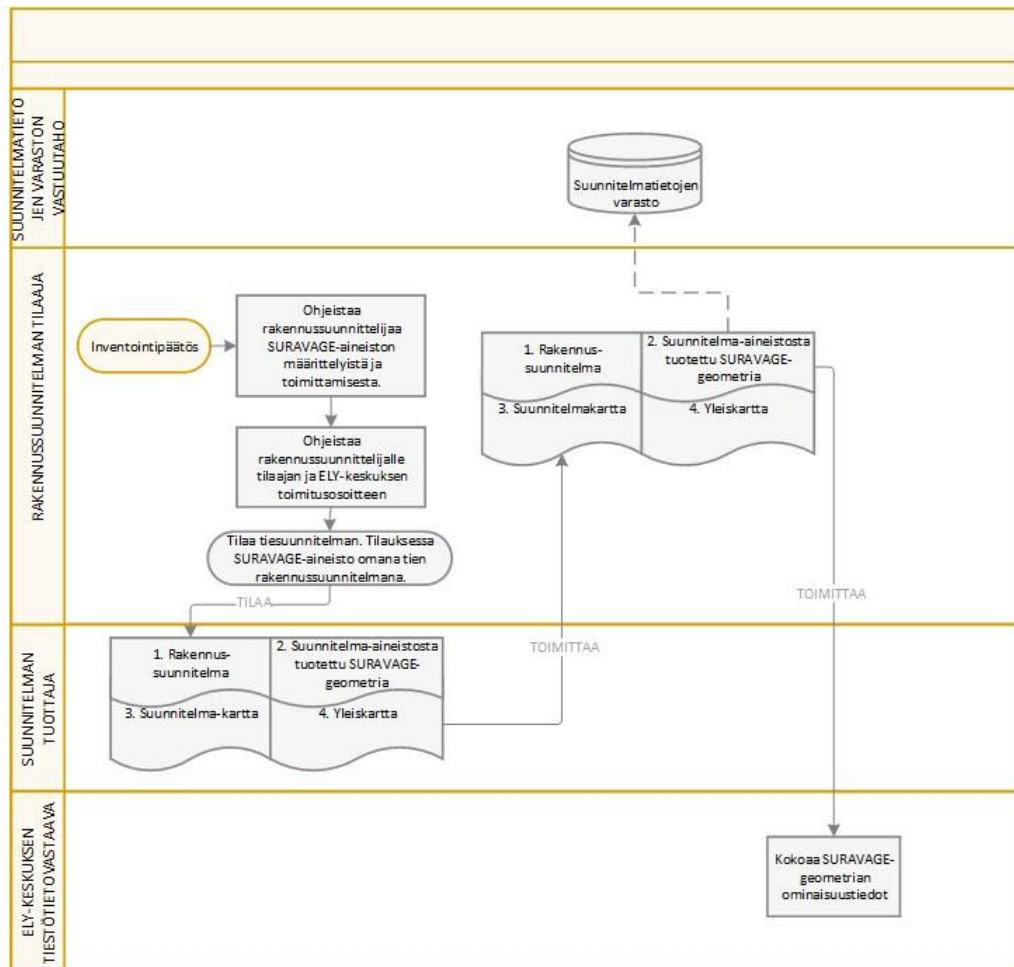 SUUNNITELMATIETO
JEN VARASTON
VASTUUTAHO
Suunnitelmatietojen
varasto
RAKENNUSSUUNNITELMAN TILAAJA
Inventointipäätös
Ohjeistaa
rakennussuunnittelijaa
SURAVAGE-aineiston
määrittelyistä ja
toimittamisesta.
Ohjeistaa
rakennussuunnittelijalle
tilaajan ja ELY-keskuksen
toimitusosoitteen
Tilaa tiesuunnitelman. Tilauksessa
SURAVAGE-aineisto omana tien
rakennussuunnitelmana.
TILAA
1. Rakennus-
suunnitelma
2. Suunnitelma-aineistosta
tuotettu SURAVAGE-
geometria
3. Suunnitelmakartta
4. Yleiskartta
TOIMITTAA
TOIMITTAA
SUUNNITELMAN
TUOTTAJA
1. Rakennus-
suunnitelma
2. Suunnitelma-aineistosta
tuotettu SURAVAGE-
geometria
3. Suunnitelma-kartta
4. Yleiskartta
ELY-KESKUKSEN
TIESTÖTIETOVASTAAVA
Kokoaa SURAVAGE-
geometrian
ominaisuustiedot